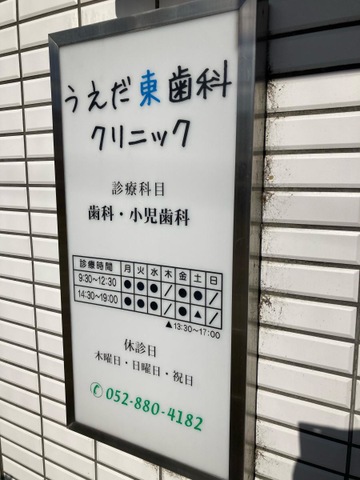 うえだ東歯科
クリニック
診療科目
歯科・小児歯科
診療時間 月 火 水 木 金 土 日
9:30~12:30 ● ● ● ／ ● ● ／
14:30~19:00 ● ● ● ／ ● ▲ ／
▲13:30~17:00
休診日
木曜日・日曜日・祝日
052-880-4182